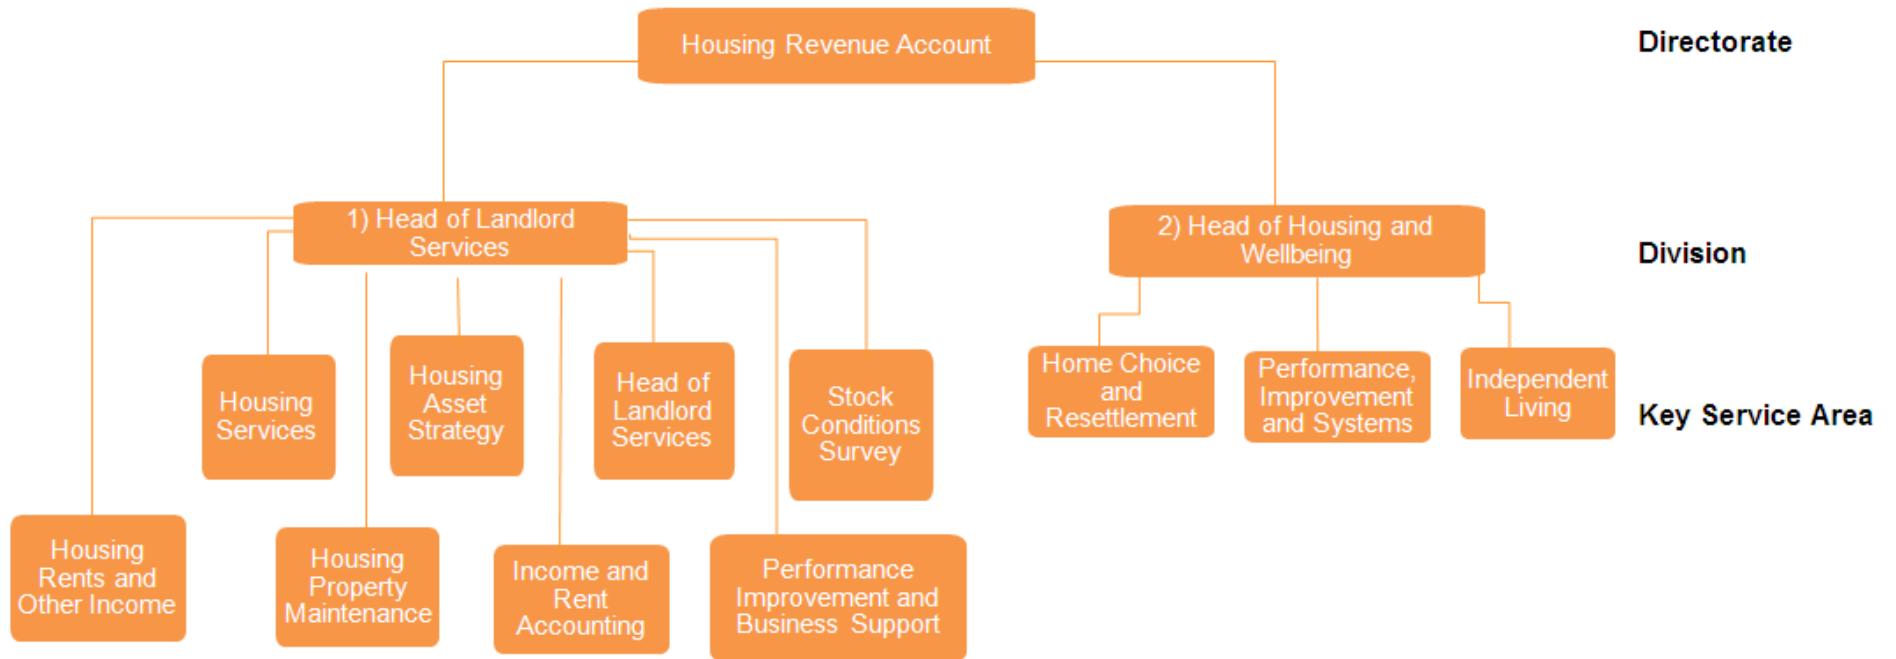 Housing Revenue Account
Directorate
1) Head of Landlord
Services
2) Head of Housing and
Wellbeing
Division
Housing
Services
Housing
Asset
Strategy
Head of
Landlord
Services
Stock
Conditions
Survey
Home Choice
and
Resettlement
Performance,
Improvement
and Systems
Independent
Living
Key Service Area
Housing
Rents and
Other Income
Housing
Property
Maintenance
Income and
Rent
Accounting
Performance
Improvement and
Business Support